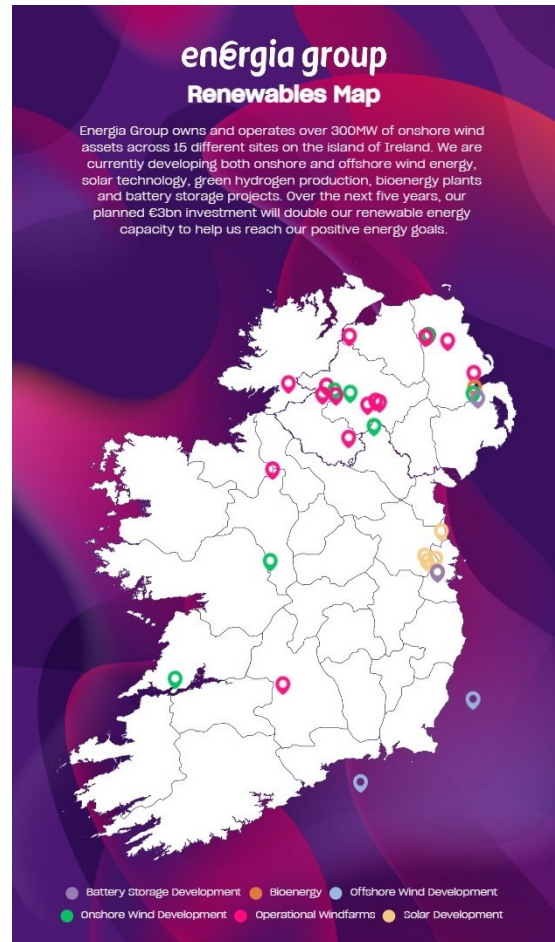 energia group
Renewables Map
Energia Group owns and operates over 300MW of onshore wind
assets across 15 different sites on the island of Ireland. We are
currently developing both onshore and offshore wind energy,
solar technology, green hydrogen production, bioenergy plants
and battery storage projects. Over the next five years, our
planned €3bn investment will double our renewable energy
capacity to help us reach our positive energy goals.
Battery Storage Development Bioenergy Offshore Wind Development
Onshore Wind Development Operational Windfarms Solar Development